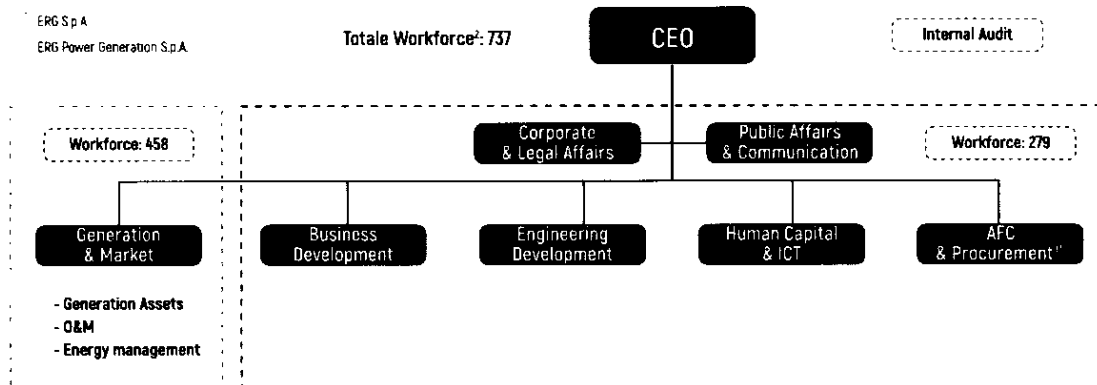 ERG S.p.A.
ERG Power Generation S.p.A.
Totale Workforce²: 737
CEO
Internal Audit
Workforce: 458
Corporate
& Legal Affairs
Public Affairs
& Communication
Workforce: 279
Generation
& Market
Business
Development
Engineering
Development
Human Capital
& ICT
AFC
& Procurement
- Generation Assets
- O&M
- Energy management